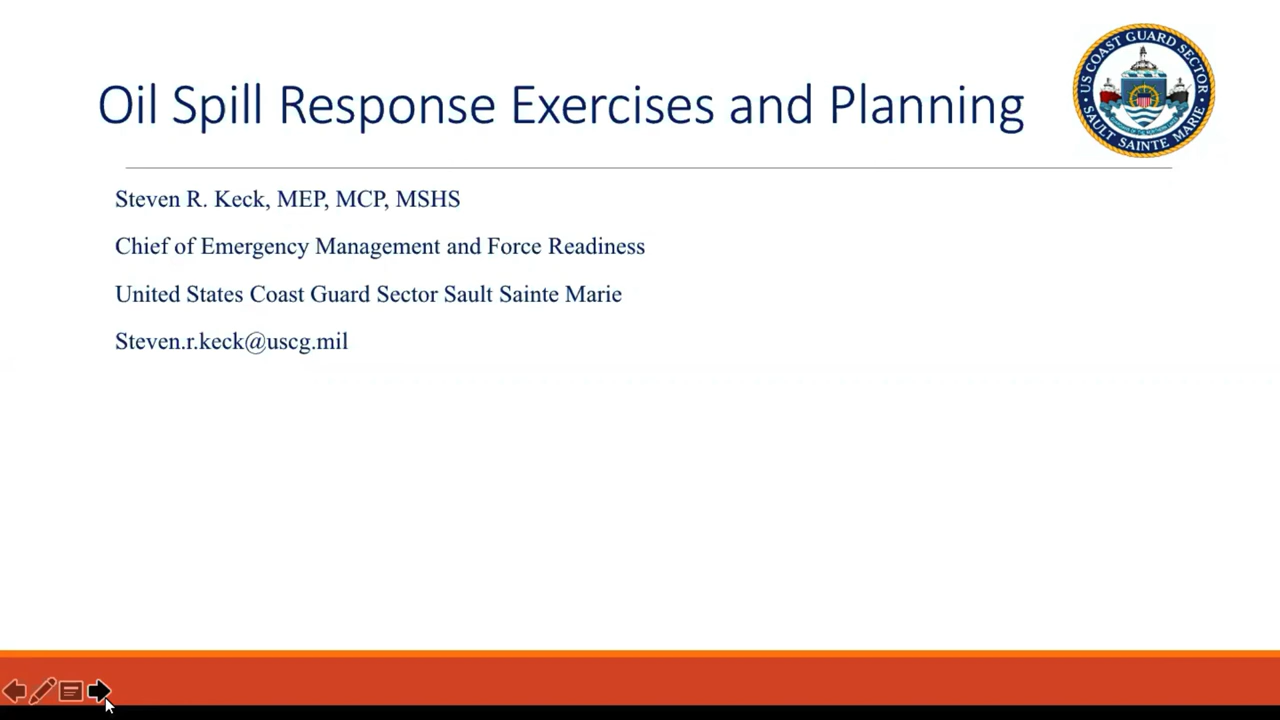 Oil Spill Response Exercises and Planning
US COAST GUARD SECTOR
SAULT SAINTE MARIE
Steven R. Keck, MEP, MCP, MSHS
Chief of Emergency Management and Force Readiness
United States Coast Guard Sector Sault Sainte Marie
Steven.r.keck@uscg.mil